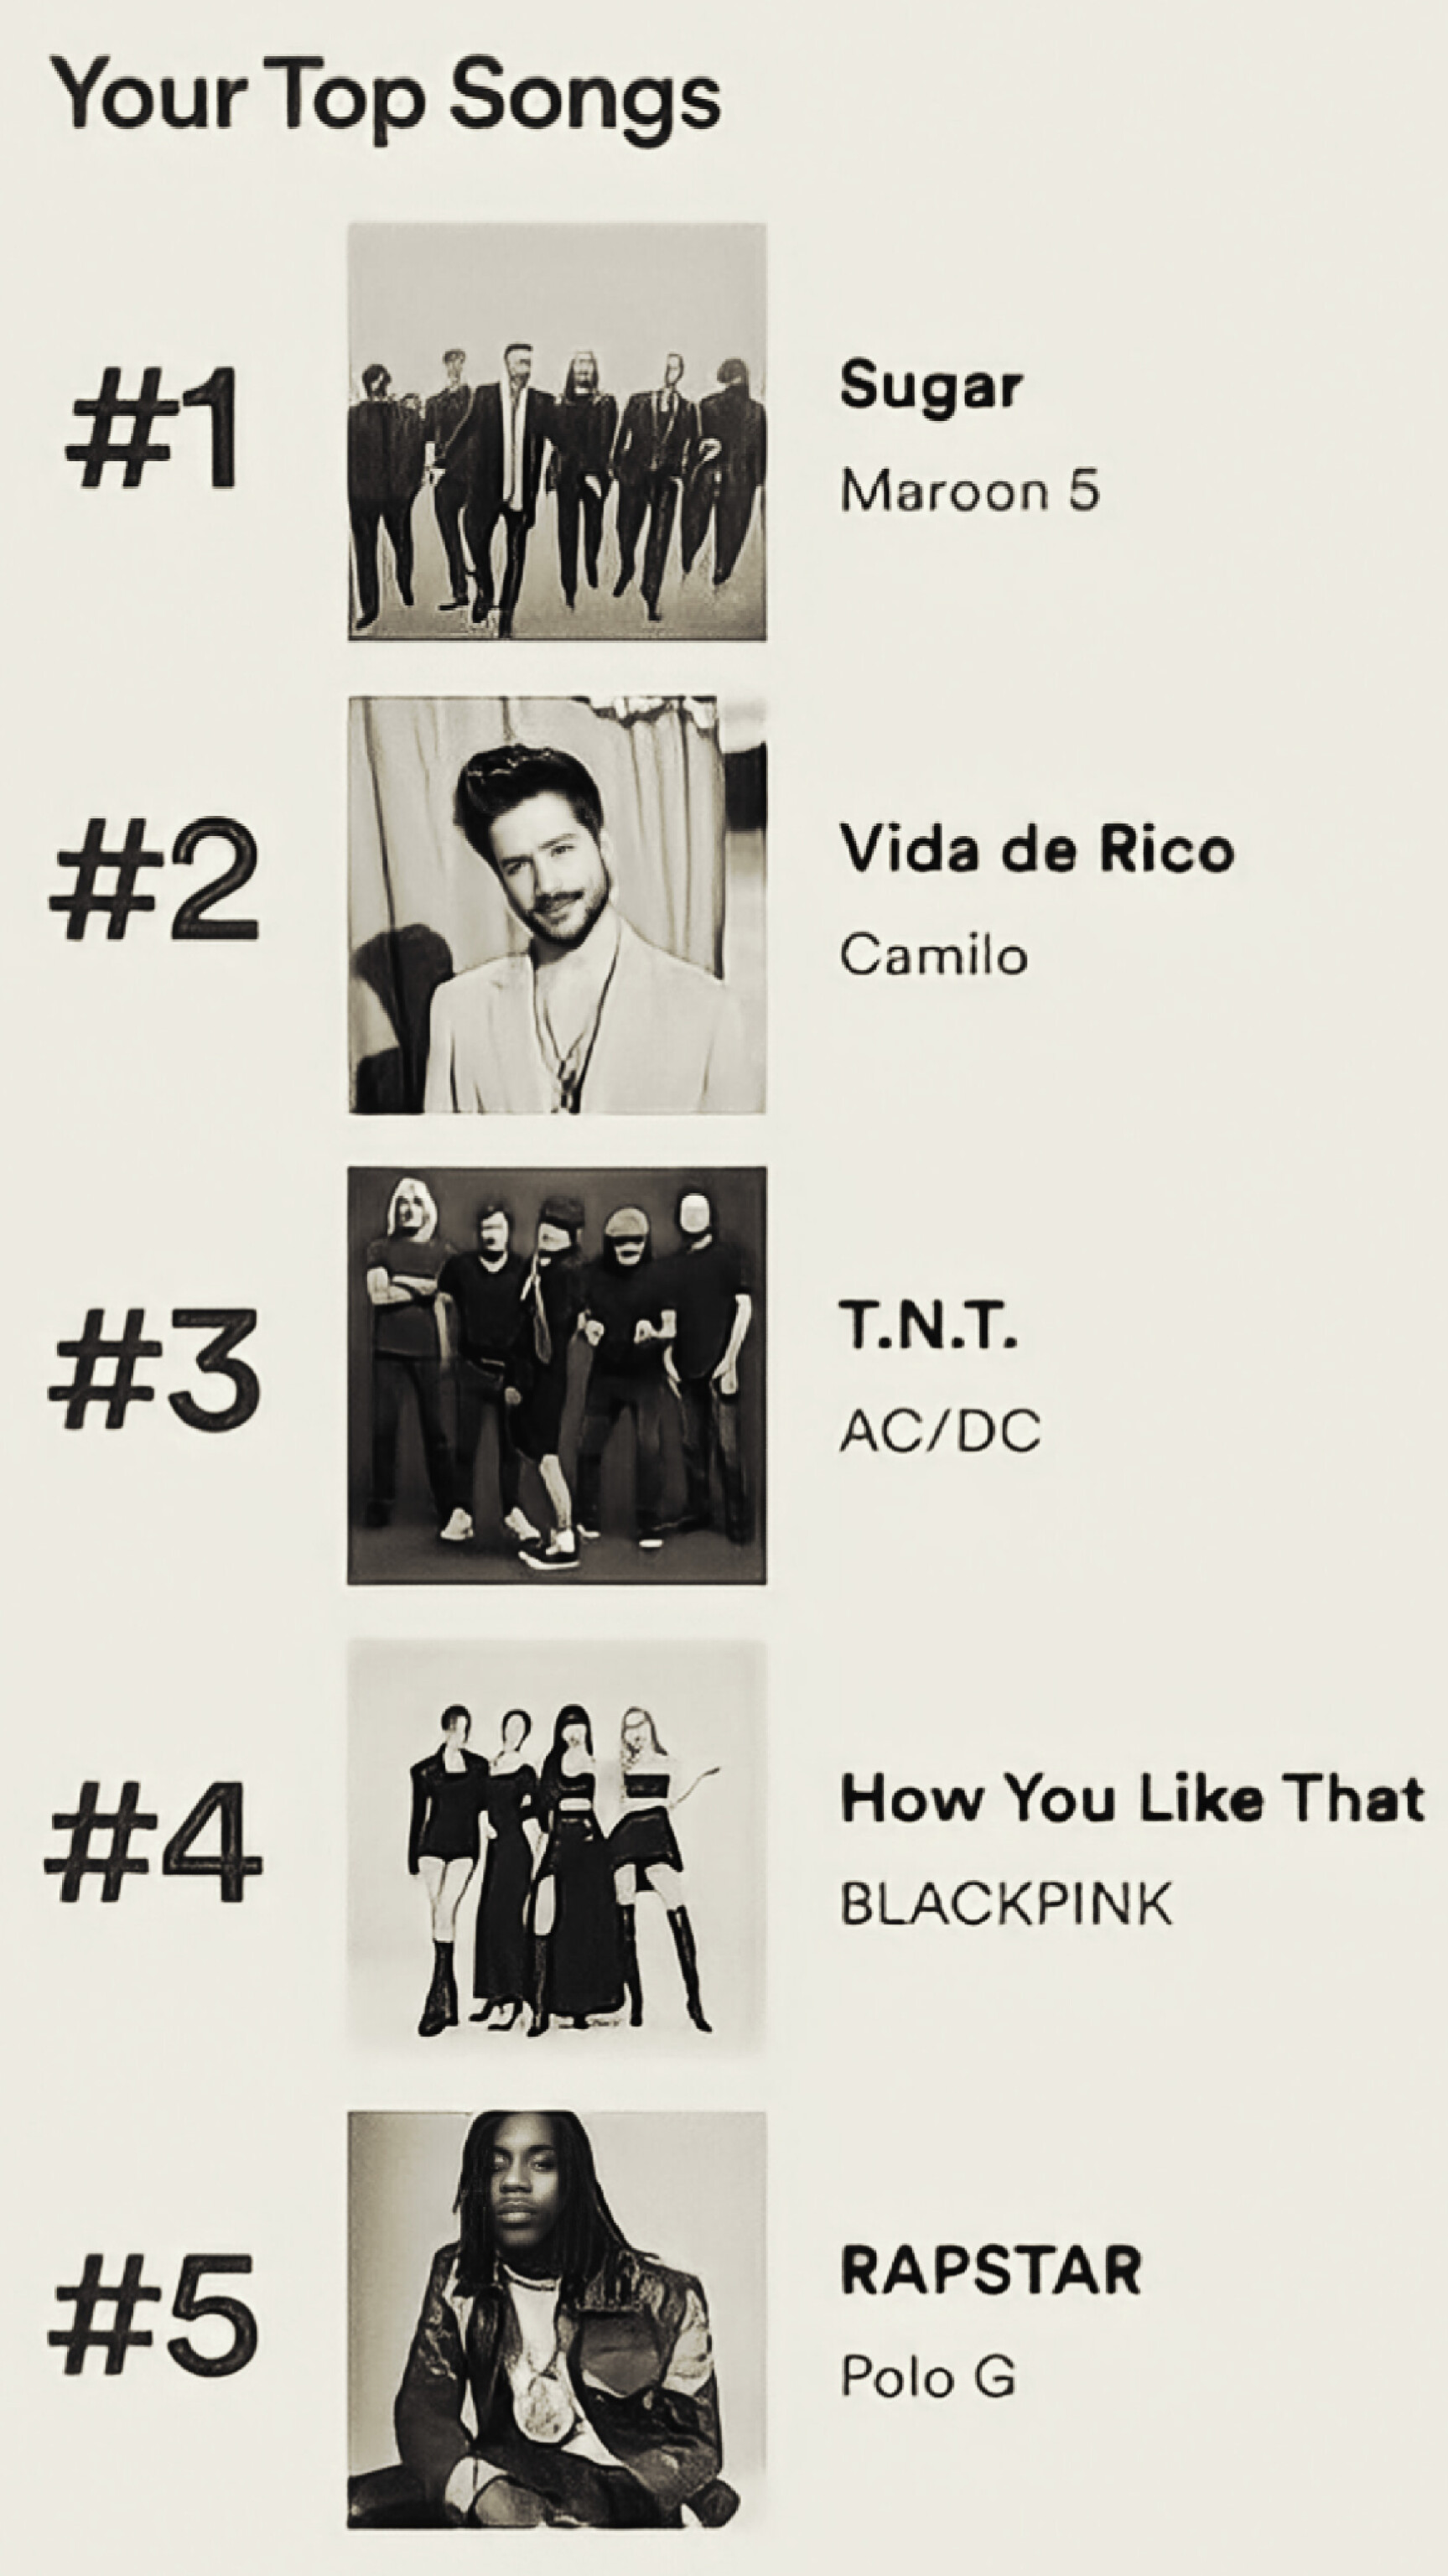 Your Top Songs
#1
Sugar
Maroon 5
#2
Vida de Rico
Camilo
#3
T.N.T.
AC/DC
#4
How You Like That
BLACKPINK
#5
RAPSTAR
Polo G